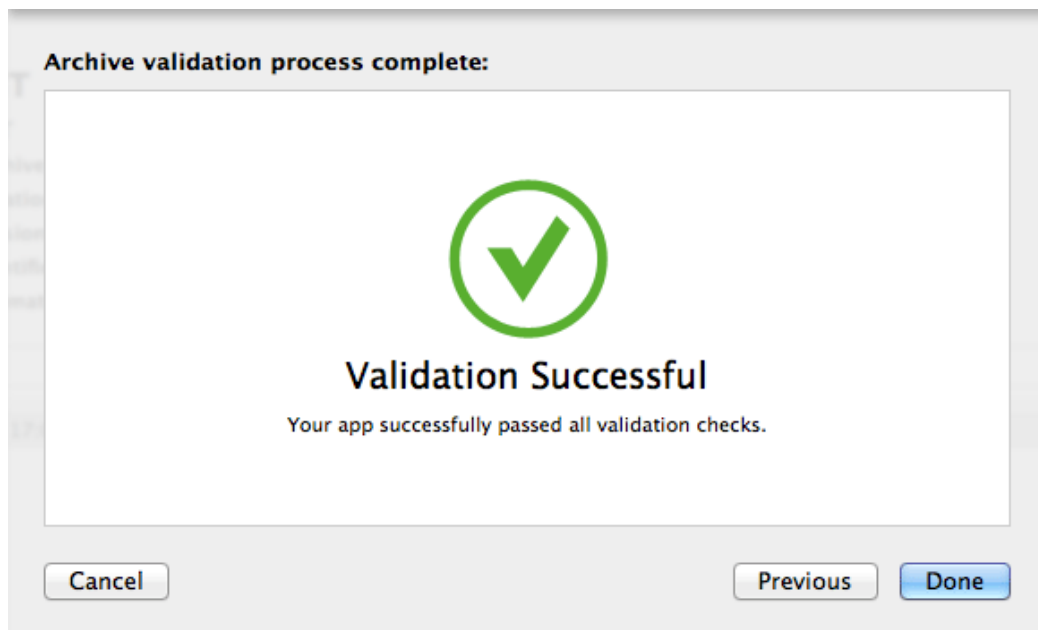 Archive validation process complete:
Validation Successful
Your app successfully passed all validation checks.
Cancel
Previous
Done